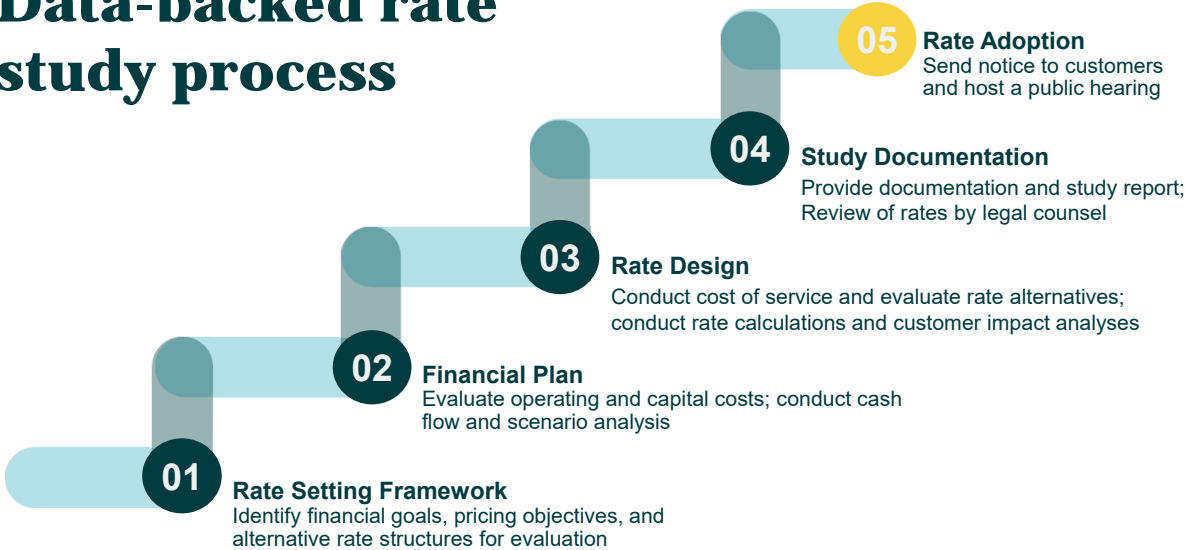 Data-backed rate
study process
05
Rate Adoption
Send notice to customers
and host a public hearing
04
Study Documentation
Provide documentation and study report;
Review of rates by legal counsel
03
Rate Design
Conduct cost of service and evaluate rate alternatives;
conduct rate calculations and customer impact analyses
02
Financial Plan
Evaluate operating and capital costs; conduct cash
flow and scenario analysis
01
Rate Setting Framework
Identify financial goals, pricing objectives, and
alternative rate structures for evaluation